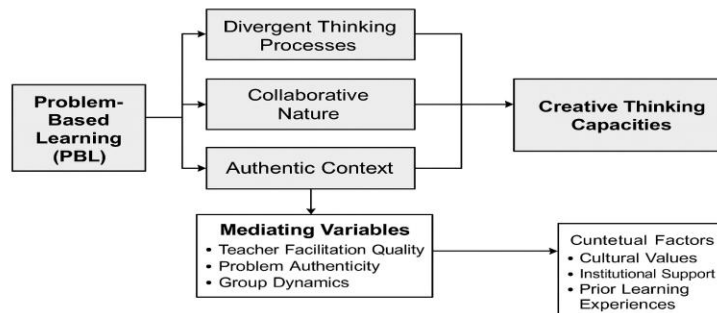 Problem-
Based
Learning
(PBL)
Divergent Thinking
Processes
Collaborative
Nature
Authentic Context
Creative Thinking
Capacities
Mediating Variables
• Teacher Facilitation Quality
• Problem Authenticity
• Group Dynamics
Cuntetual Factors
• Cultural Values
• Institutional Support
• Prior Learning
Experiences